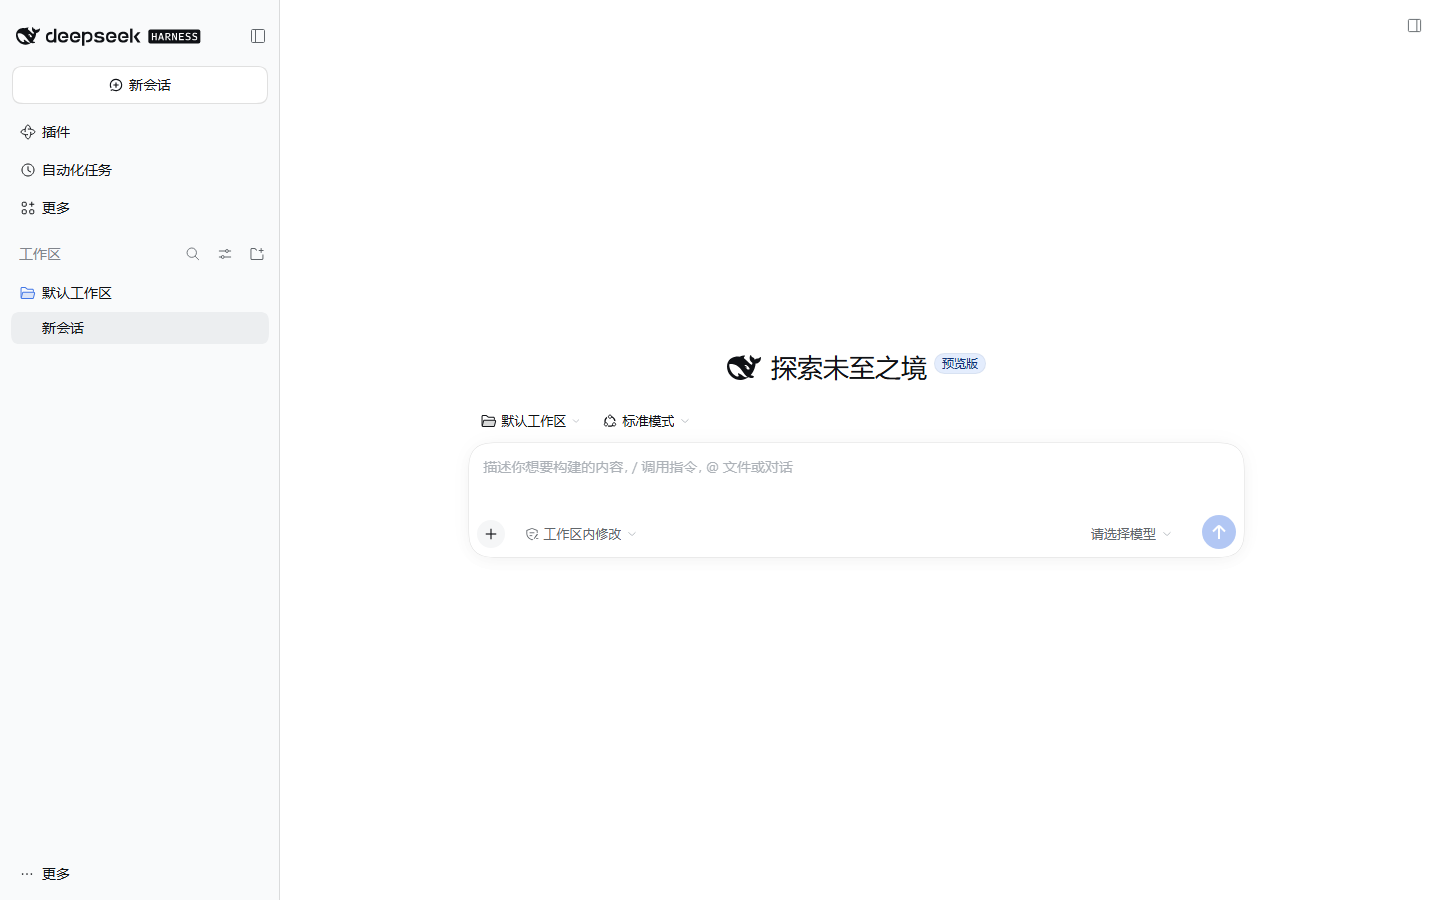 deepseek HARNESS
新会话
插件
自动化任务
更多
工作区
默认工作区
新会话
更多
探索未至之境 预览版
默认工作区 标准模式
描述你想要构建的内容, / 调用指令, @ 文件或对话
工作区内修改 请选择模型